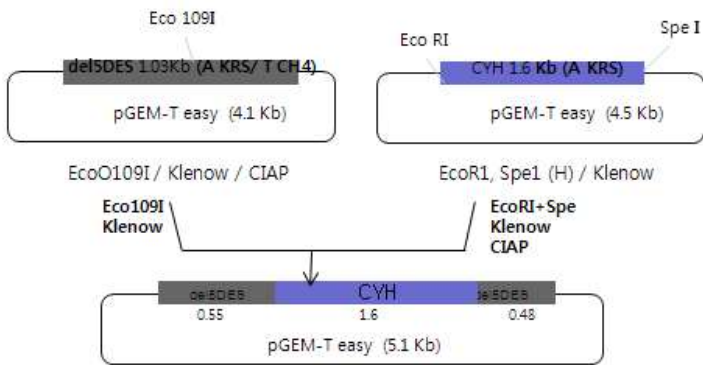 Eco 109I
del5DES 1.03Kb (A KRS/ T CH4)
pGEM-T easy (4.1 Kb)
EcoO109I / Klenow / CIAP
Eco RI
Spe I
CYH 1.6 Kb (A KRS)
pGEM-T easy (4.5 Kb)
EcoR1, Spe1 (H) / Klenow
Eco109I
Klenow
EcoRI+Spe
Klenow
CIAP
del5DES
CYH
del5DES
0.55
1.6
0.48
pGEM-T easy (5.1 Kb)